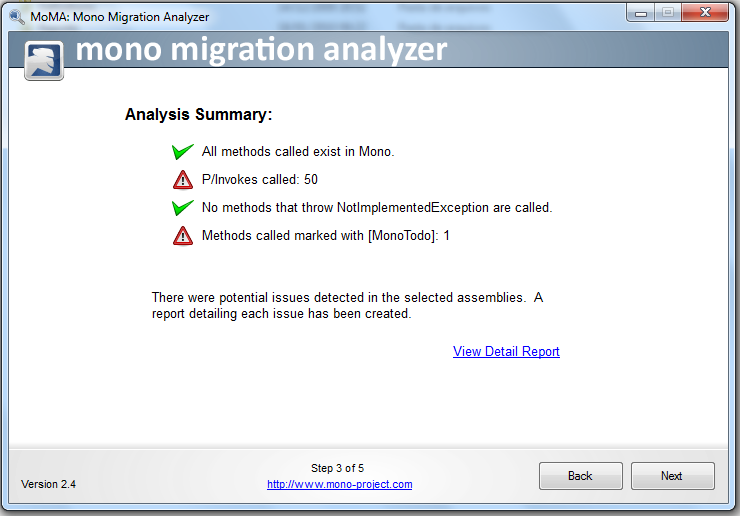 MoMA: Mono Migration Analyzer
mono migration analyzer
Analysis Summary:
All methods called exist in Mono.
P/Invokes called: 50
No methods that throw NotImplementedException are called.
Methods called marked with [MonoTodo]: 1
There were potential issues detected in the selected assemblies.  A
report detailing each issue has been created.
View Detail Report
Version 2.4
Step 3 of 5
http://www.mono-project.com
Back
Next